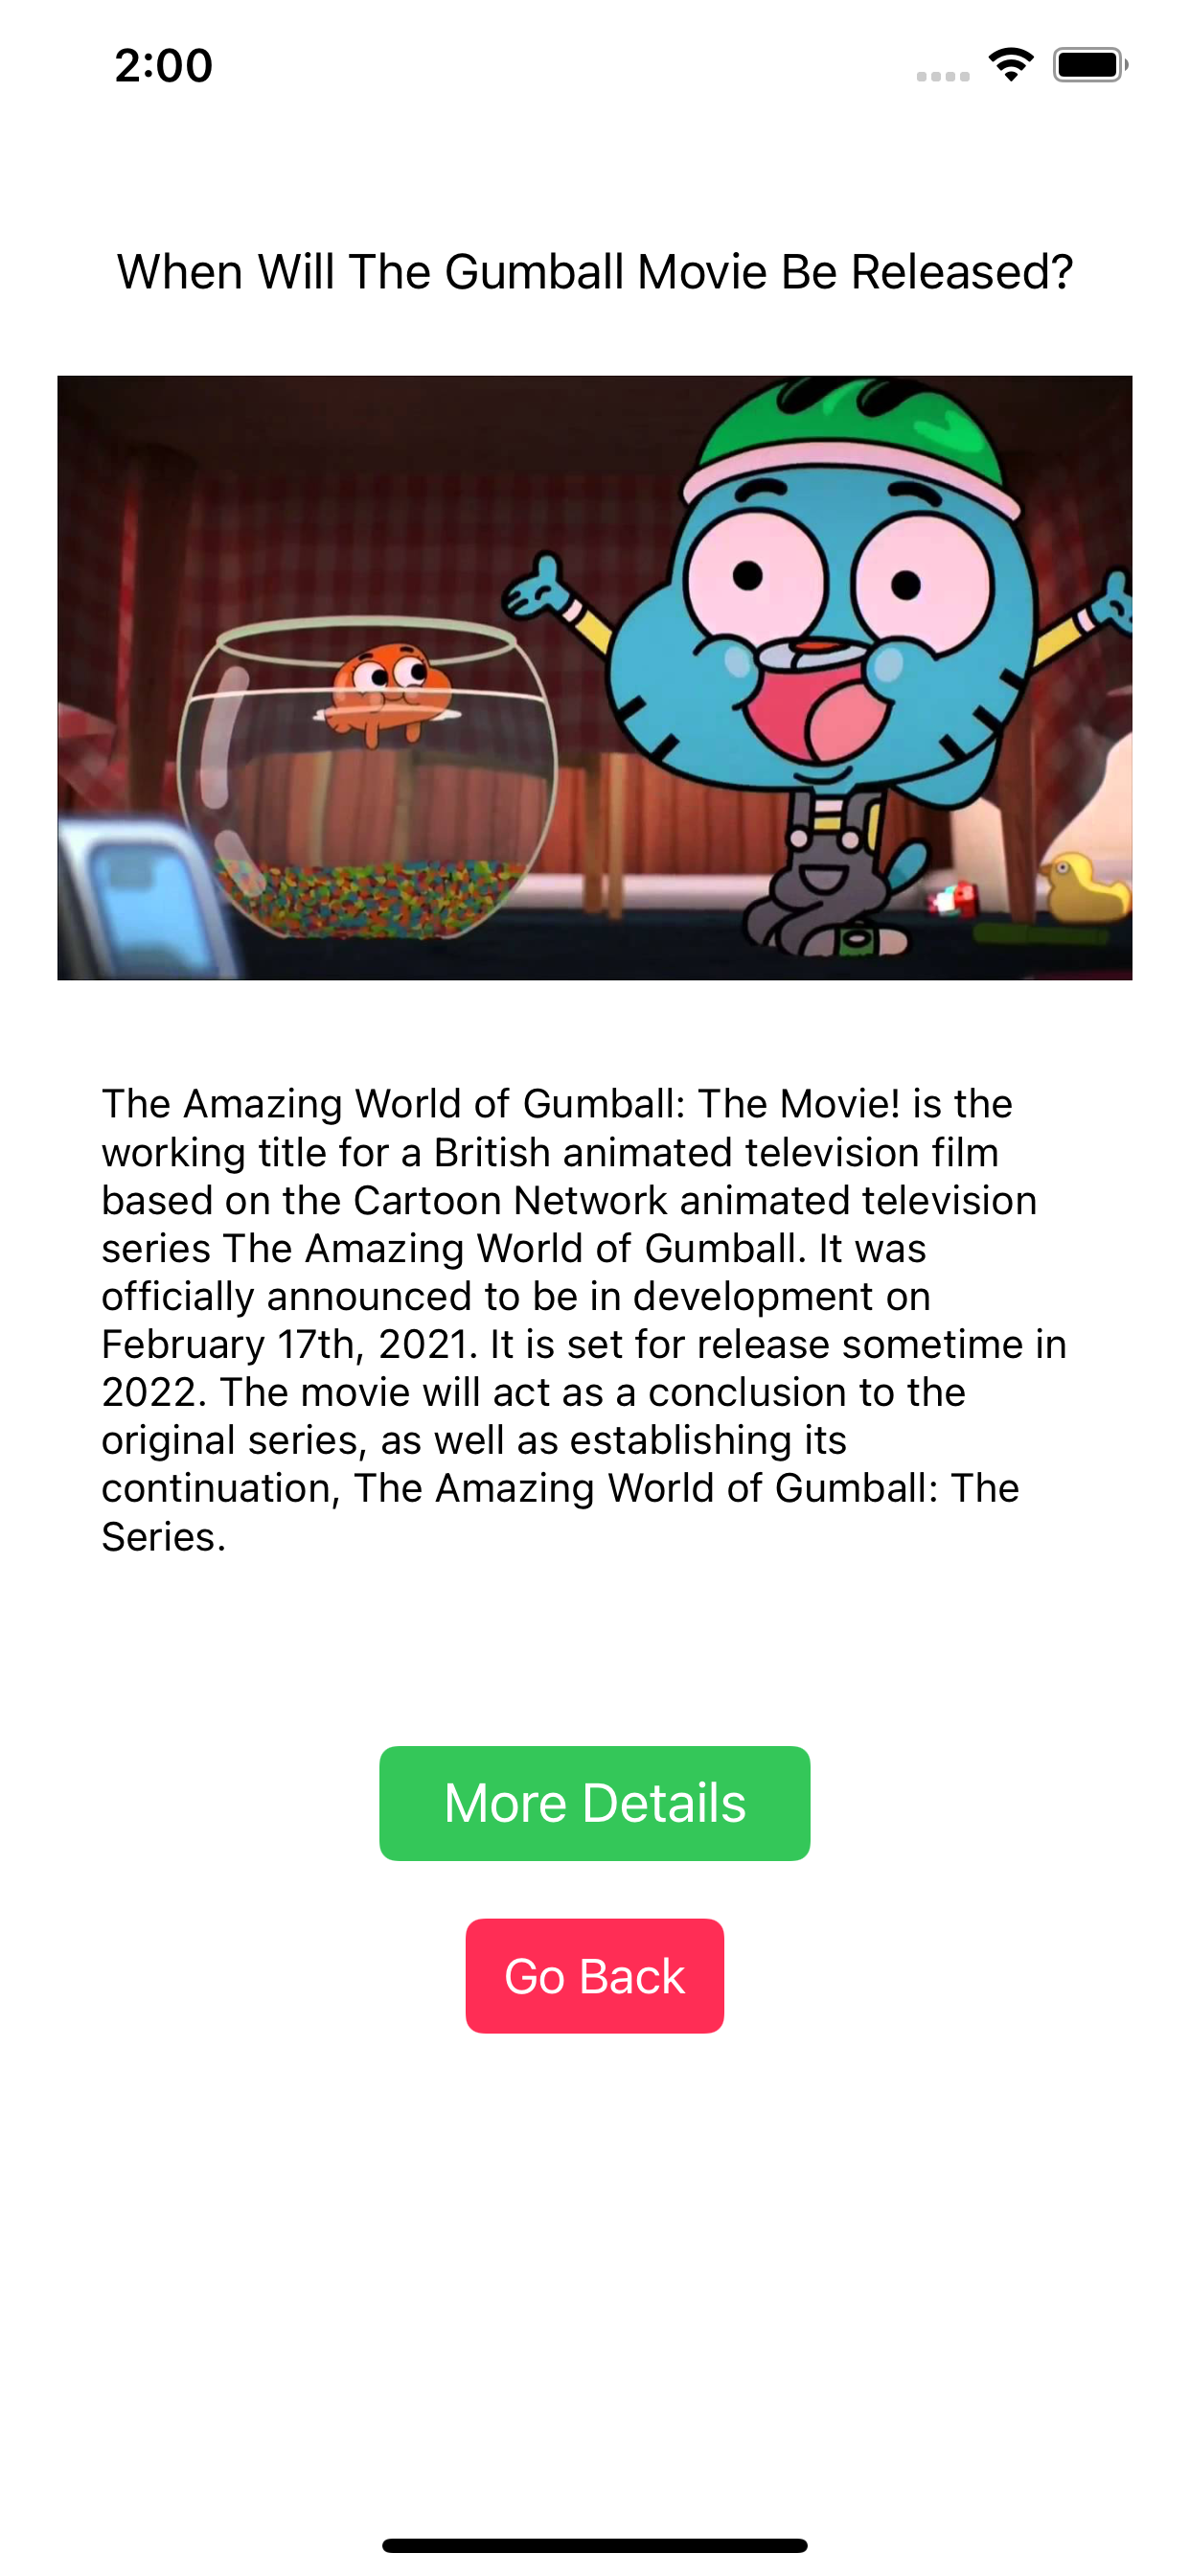 2:00
When Will The Gumball Movie Be Released?
The Amazing World of Gumball: The Movie! is the
working title for a British animated television film
based on the Cartoon Network animated television
series The Amazing World of Gumball. It was
officially announced to be in development on
February 17th, 2021. It is set for release sometime in
2022. The movie will act as a conclusion to the
original series, as well as establishing its
continuation, The Amazing World of Gumball: The
Series.
More Details
Go Back